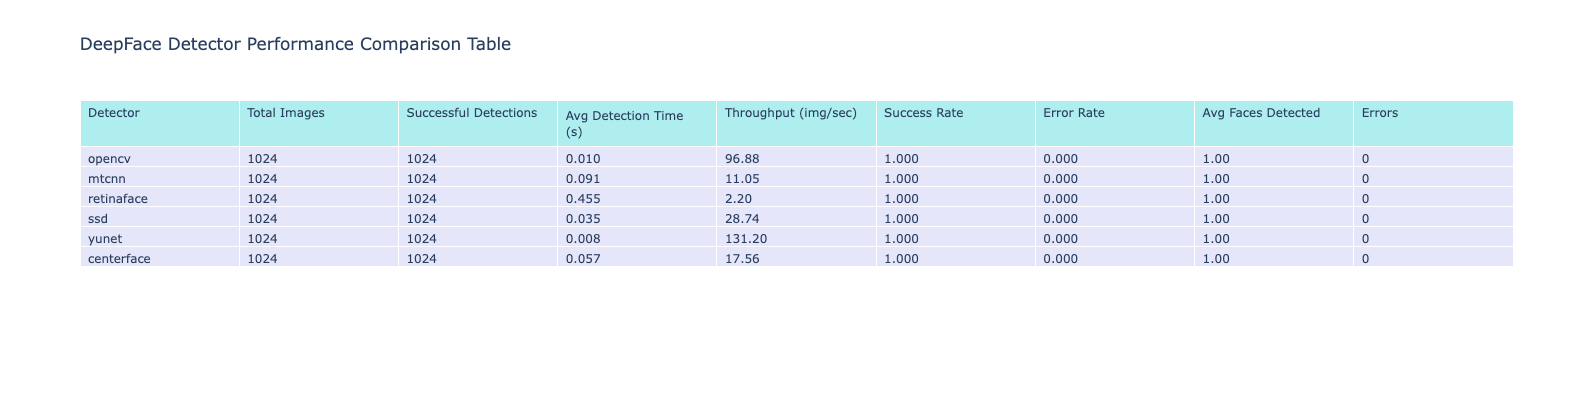 DeepFace Detector Performance Comparison Table
Detector Total Images Successful Detections Avg Detection Time (s) Throughput (img/sec) Success Rate Error Rate Avg Faces Detected Errors
opencv 1024 1024 0.010 96.88 1.000 0.000 1.00 0
mtcnn 1024 1024 0.091 11.05 1.000 0.000 1.00 0
retinaface 1024 1024 0.455 2.20 1.000 0.000 1.00 0
ssd 1024 1024 0.035 28.74 1.000 0.000 1.00 0
yunet 1024 1024 0.008 131.20 1.000 0.000 1.00 0
centerface 1024 1024 0.057 17.56 1.000 0.000 1.00 0